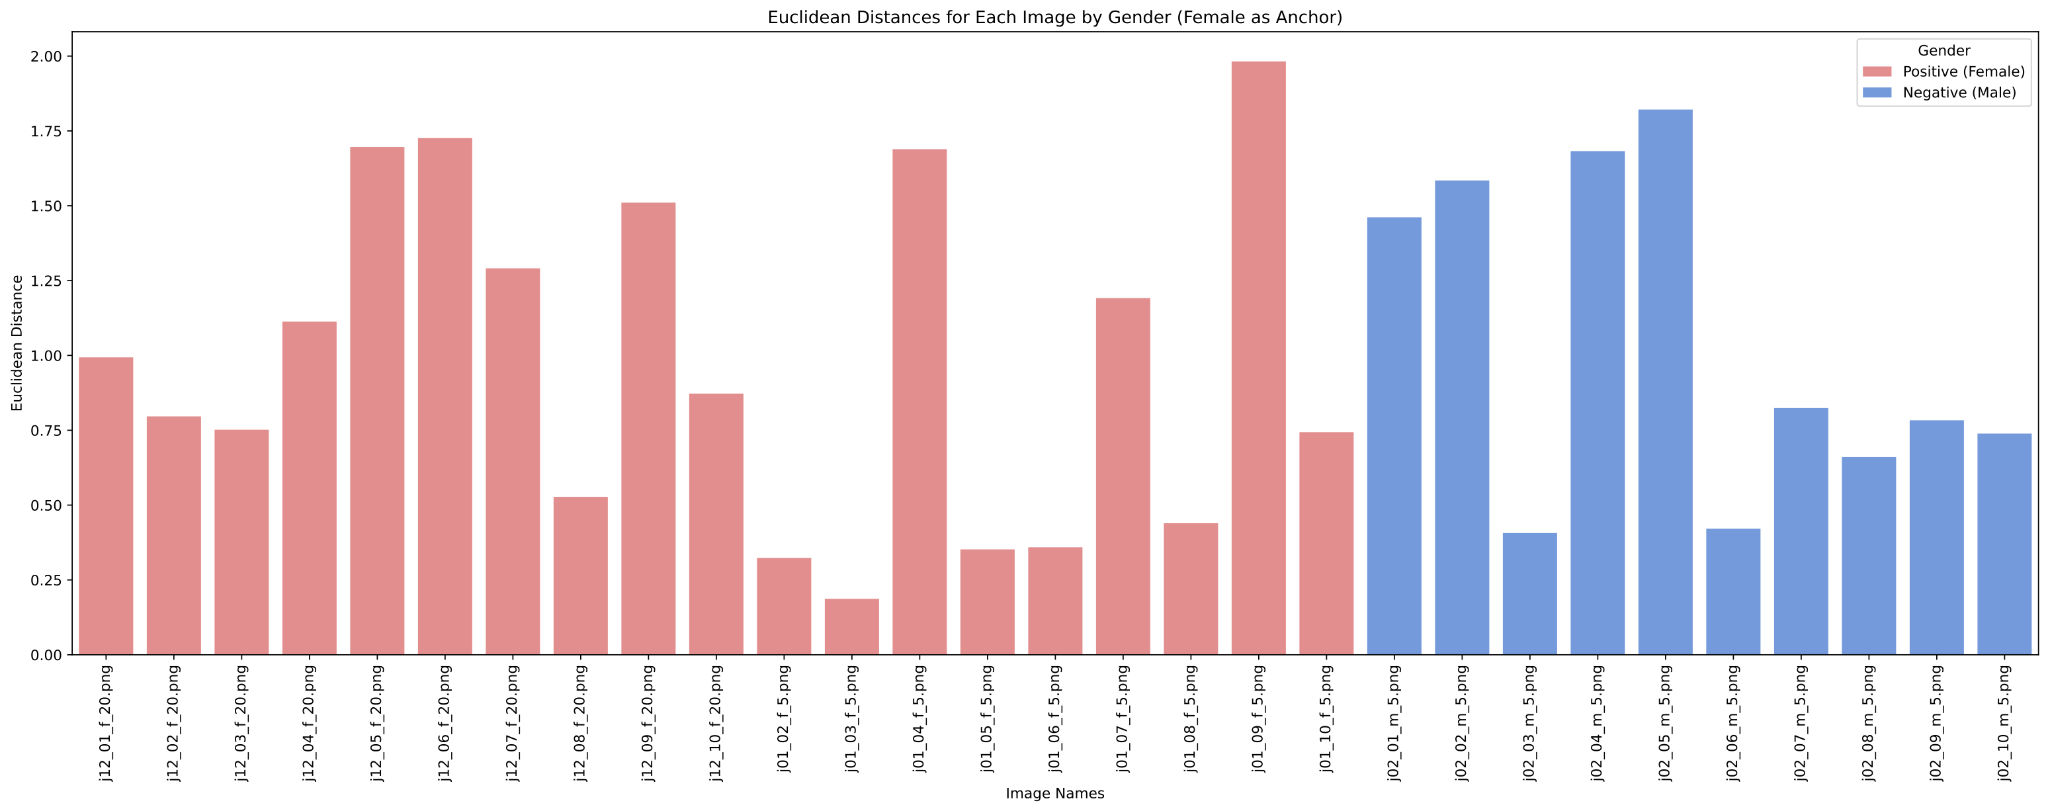 Euclidean Distances for Each Image by Gender (Female as Anchor)
Gender
Positive (Female)
Negative (Male)
Euclidean Distance
2.00
1.75
1.50
1.25
1.00
0.75
0.50
0.25
0.00
j12_01_f_20.png
j12_02_f_20.png
j12_03_f_20.png
j12_04_f_20.png
j12_05_f_20.png
j12_06_f_20.png
j12_07_f_20.png
j12_08_f_20.png
j12_09_f_20.png
j12_10_f_20.png
j01_02_f_5.png
j01_03_f_5.png
j01_04_f_5.png
j01_05_f_5.png
j01_06_f_5.png
j01_07_f_5.png
j01_08_f_5.png
j01_09_f_5.png
j01_10_f_5.png
j02_01_m_5.png
j02_02_m_5.png
j02_03_m_5.png
j02_04_m_5.png
j02_05_m_5.png
j02_06_m_5.png
j02_07_m_5.png
j02_08_m_5.png
j02_09_m_5.png
j02_10_m_5.png
Image Names